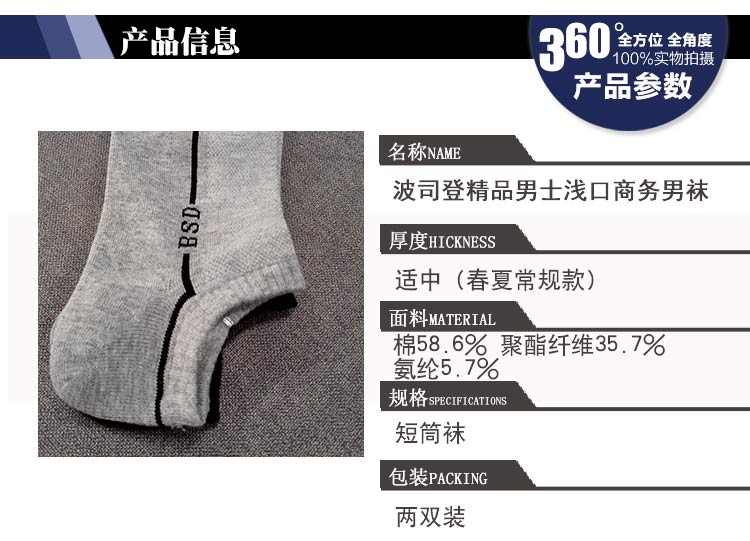 产品信息
360°全方位 全角度
100%实物拍摄
产品参数
BSD
名称NAME
波司登精品男士浅口商务男袜
厚度HICKNESS
适中（春夏常规款）
面料MATERIAL
棉58.6% 聚酯纤维35.7%
氨纶5.7%
规格SPECIFICATIONS
短筒袜
包装PACKING
两双装